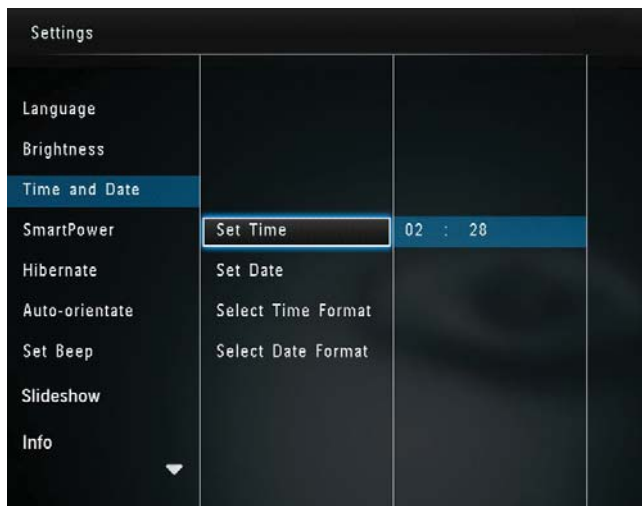 Settings
Language
Brightness
Time and Date
SmartPower
Set Time
02 : 28
Hibernate
Set Date
Auto-orientate
Select Time Format
Set Beep
Select Date Format
Slideshow
Info